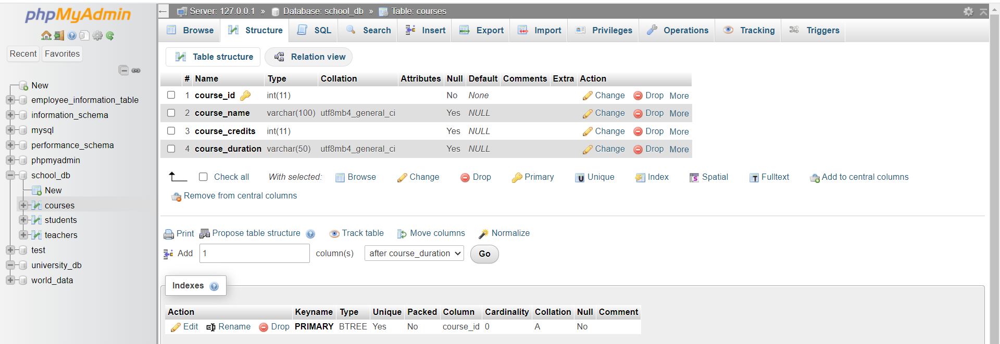 phpMyAdmin
Recent Favorites
New
employee_information_table
information_schema
mysql
performance_schema
phpmyadmin
school_db
New
courses
students
teachers
test
university_db
world_data
Server: 127.0.0.1 » Database: school_db » Table: courses
Browse Structure SQL Search Insert Export Import Privileges Operations Tracking Triggers
Table structure Relation view
# Name Type Collation Attributes Null Default Comments Extra Action
1 course_id int(11) No None Change Drop More
2 course_name varchar(100) utf8mb4_general_ci Yes NULL Change Drop More
3 course_credits int(11) Yes NULL Change Drop More
4 course_duration varchar(50) utf8mb4_general_ci Yes NULL Change Drop More
Check all With selected: Browse Change Drop Primary Unique Index Spatial Fulltext Add to central columns
Remove from central columns
Print Propose table structure Track table Move columns Normalize
Add 1 column(s) after course_duration Go
Indexes
Action Keyname Type Unique Packed Column Cardinality Collation Null Comment
Edit Rename Drop PRIMARY BTREE Yes No course_id 0 A No